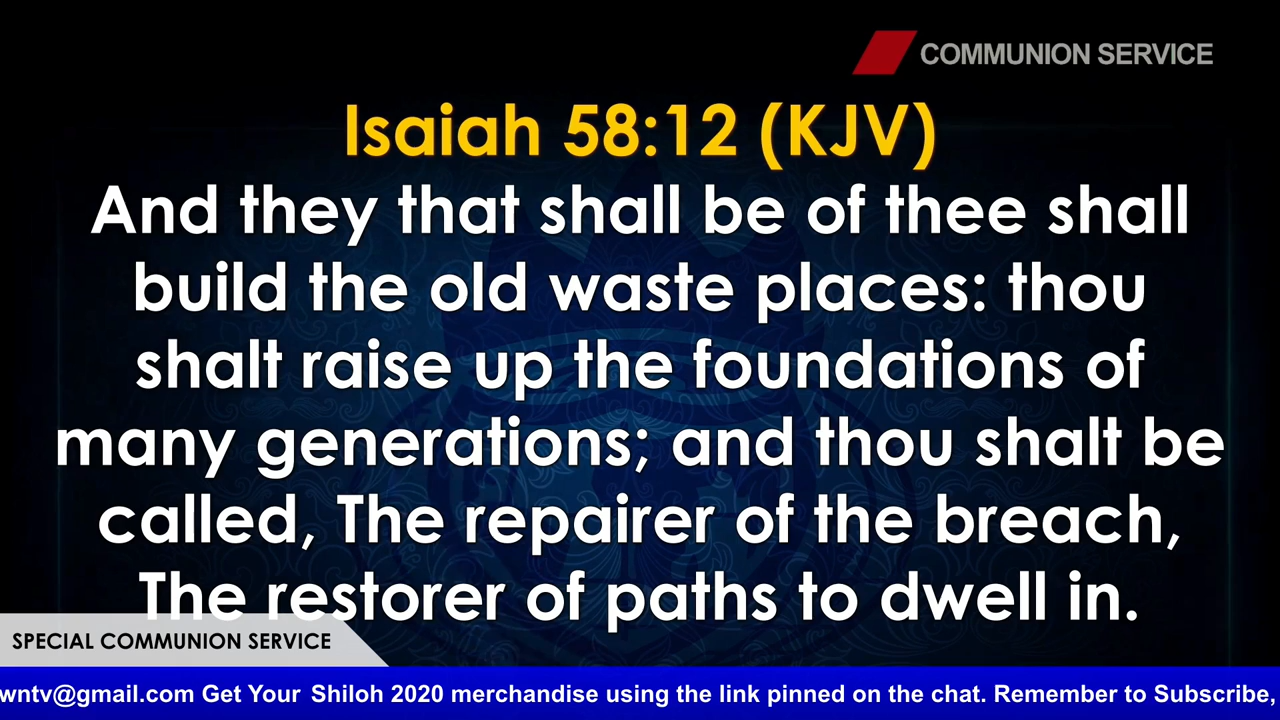 COMMUNION SERVICE
Isaiah 58:12 (KJV)
And they that shall be of thee shall
build the old waste places: thou
shalt raise up the foundations of
many generations; and thou shalt be
called, The repairer of the breach,
The restorer of paths to dwell in.
SPECIAL COMMUNION SERVICE
wntv@gmail.com Get Your Shiloh 2020 merchandise using the link pinned on the chat. Remember to Subscribe,